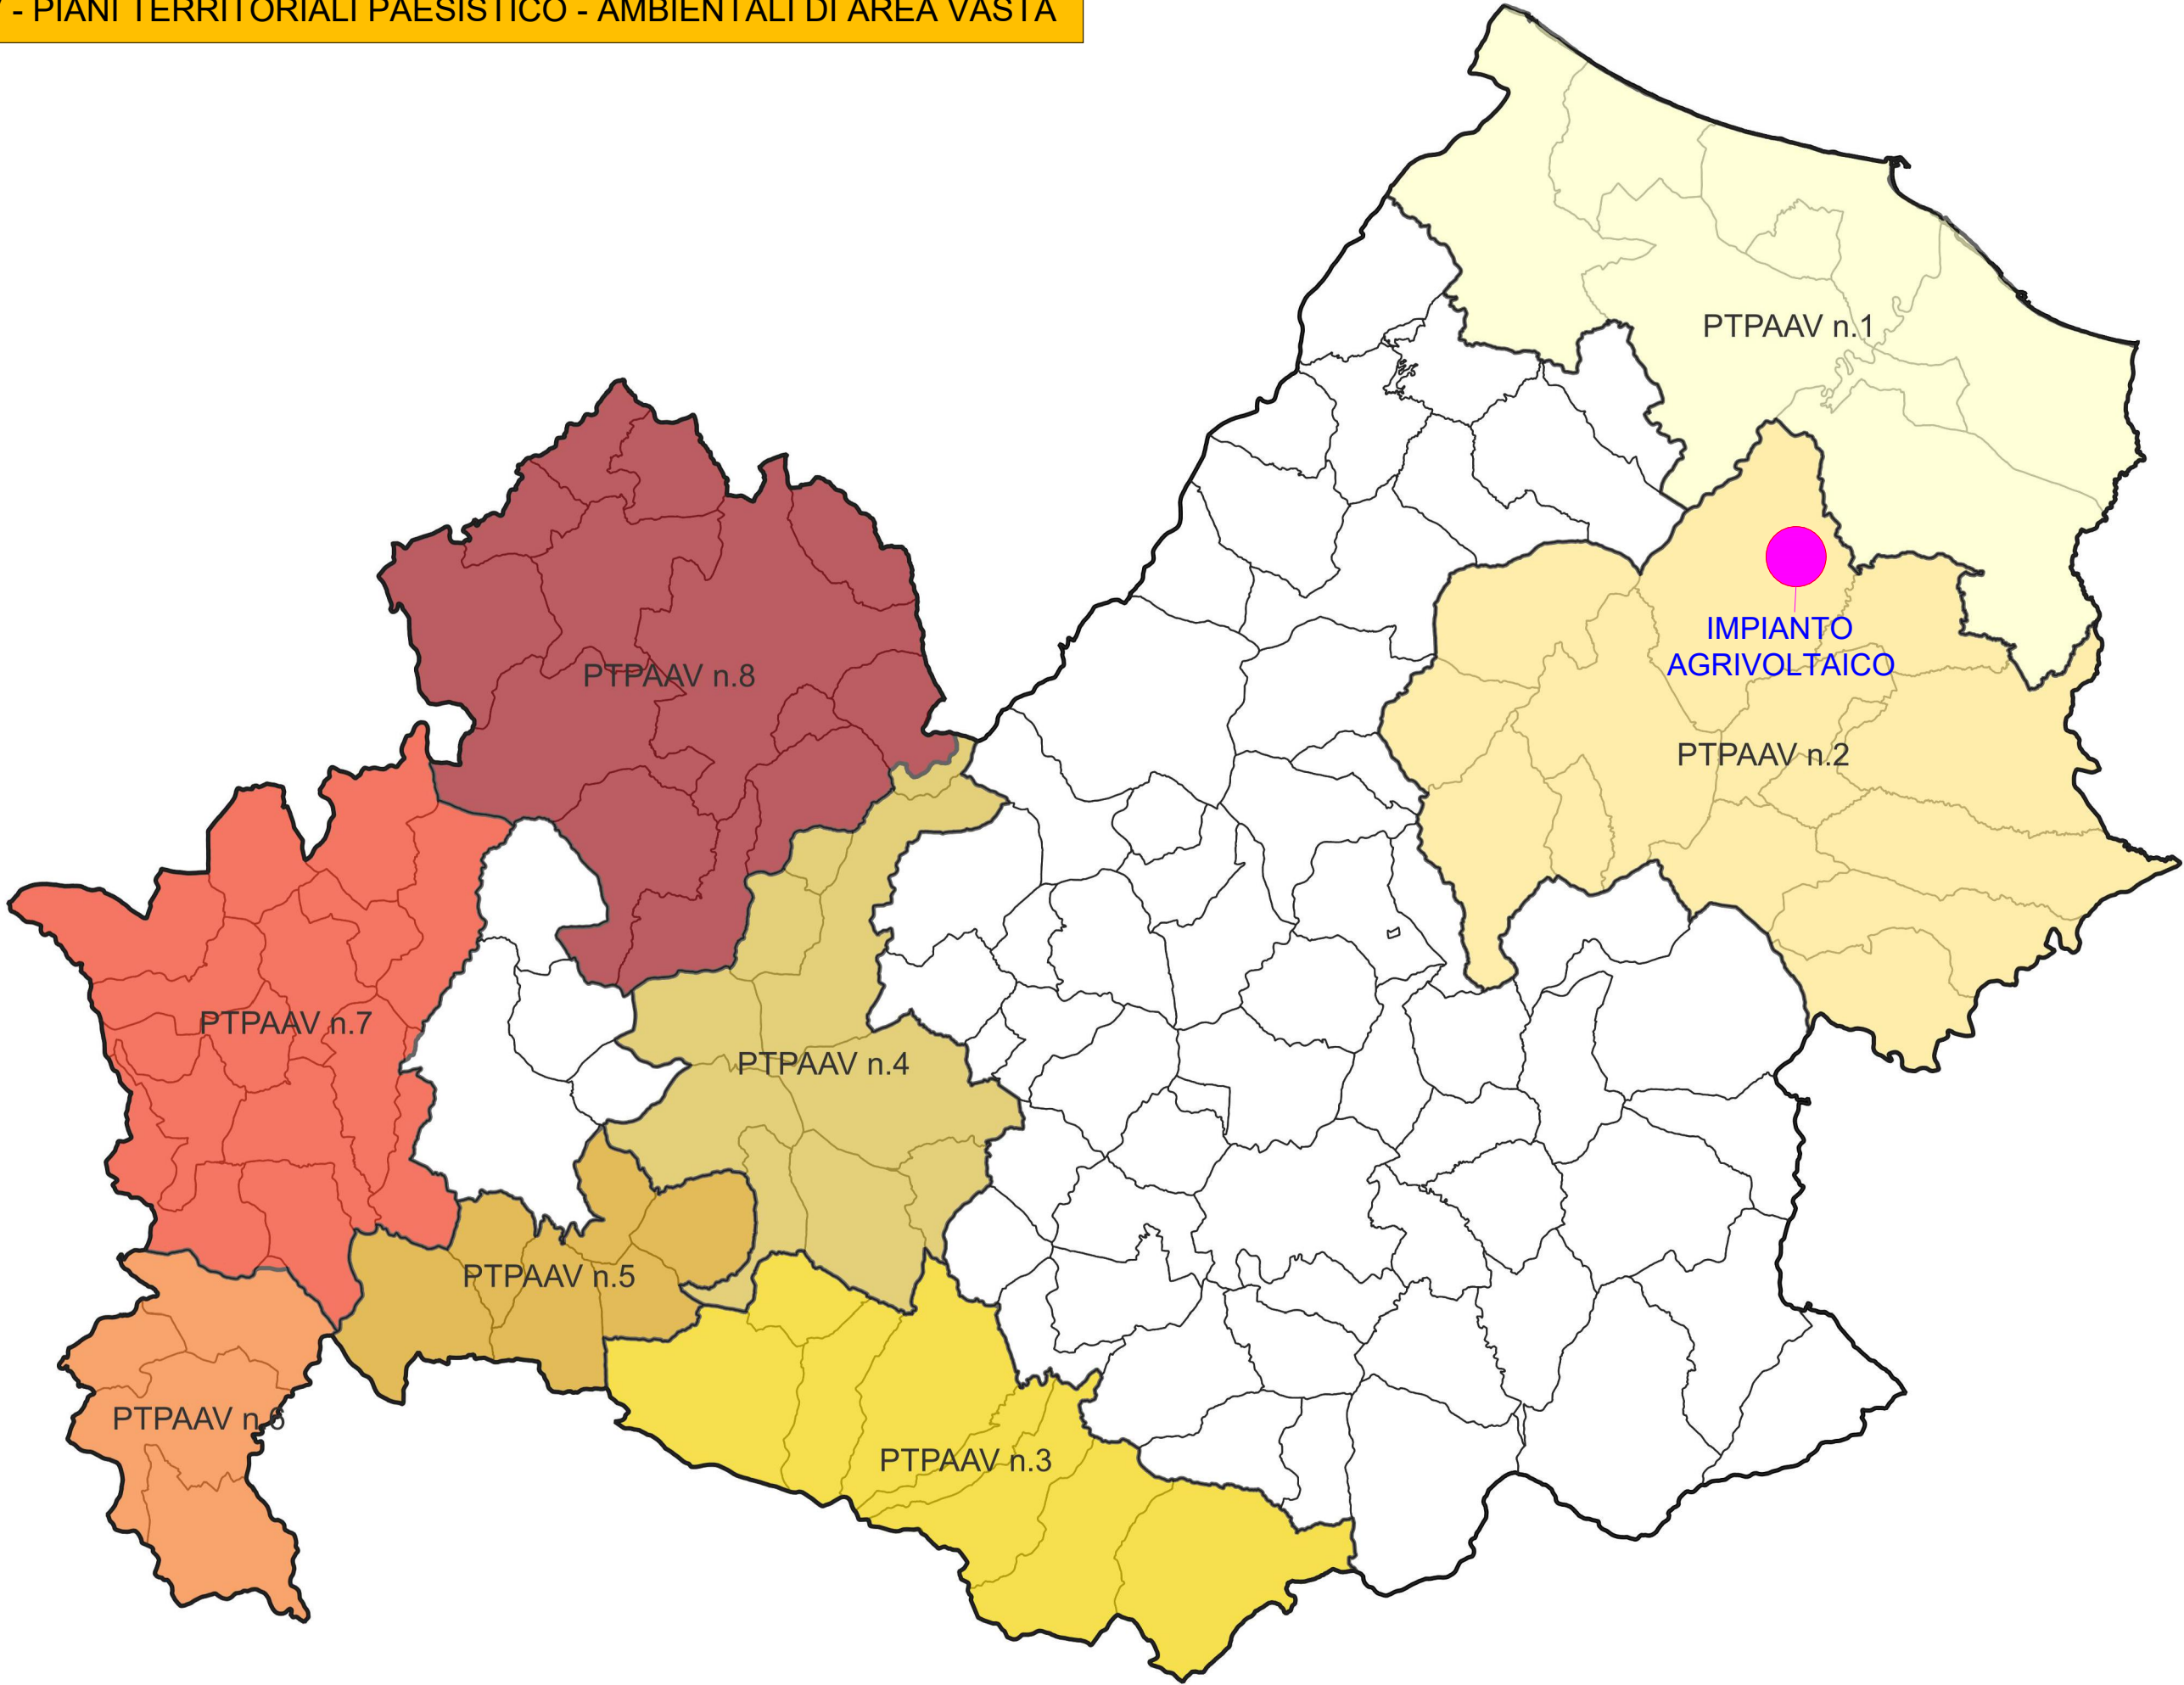 - PIANI TERRITORIALI PAESISTICO - AMBIENTALI DI AREA VASTA
PTPAAV n.1
IMPIANTO
AGRIVOLTAICO
PTPAAV n.8
PTPAAV n.2
PTPAAV n.7
PTPAAV n.4
PTPAAV n.5
PTPAAV n.6
PTPAAV n.3